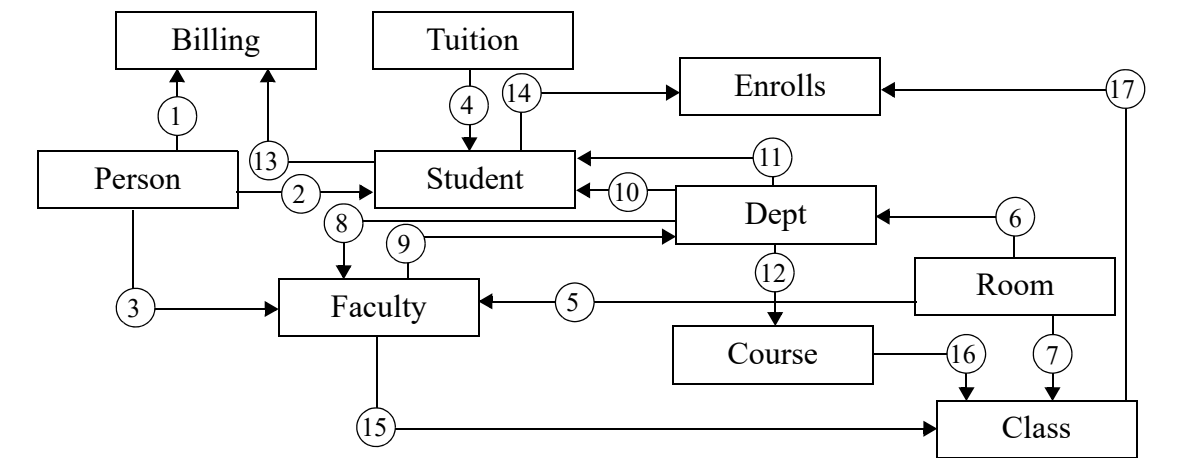 Billing
Tuition
Enrolls
1
4
14
17
Person
13
Student
11
2
10
Dept
8
9
6
12
Room
3
Faculty
5
Course
16
7
15
Class